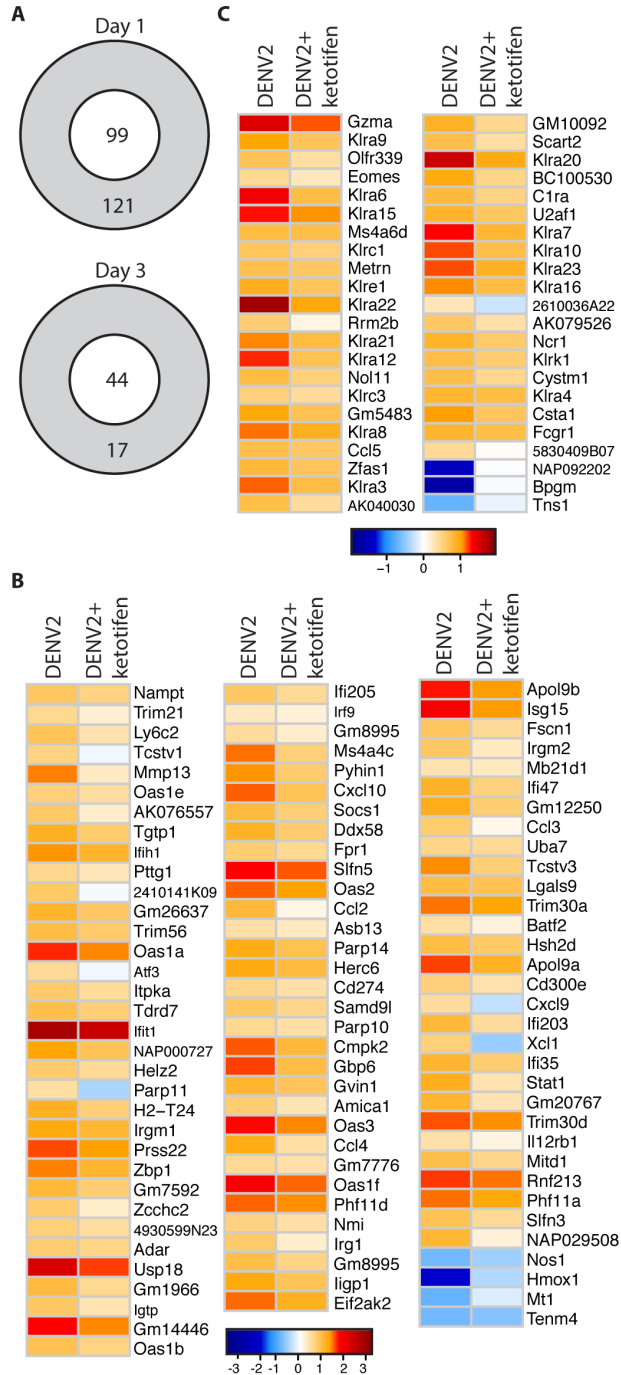 A
Day 1
99
121
Day 3
44
17
C
DENV2
DENV2+
ketotifen
Gzma
Klra9
Olfr339
Eomes
Klra6
Klra15
Ms4a6d
Klrc1
Metrn
Klre1
Klra22
Rrm2b
Klra21
Klra12
Nol11
Klrc3
Gm5483
Klra8
Ccl5
Zfas1
Klra3
AK040030
DENV2
DENV2+
ketotifen
GM10092
Scart2
Klra20
BC100530
C1ra
U2af1
Klra7
Klra10
Klra23
Klra16
2610036A22
AK079526
Ncr1
Klrk1
Cystm1
Klra4
Csta1
Fcgr1
5830409B07
NAP092202
Bpgm
Tns1
−1 0 1
B
DENV2
DENV2+
ketotifen
Nampt
Trim21
Ly6c2
Tcstv1
Mmp13
Oas1e
AK076557
Tgtp1
Ifih1
Pttg1
2410141K09
Gm26637
Trim56
Oas1a
Atf3
Itpka
Tdrd7
Ifit1
NAP000727
Helz2
Parp11
H2−T24
Irgm1
Prss22
Zbp1
Gm7592
Zcchc2
4930599N23
Adar
Usp18
Gm1966
Igtp
Gm14446
Oas1b
DENV2
DENV2+
ketotifen
Ifi205
Irf9
Gm8995
Ms4a4c
Pyhin1
Cxcl10
Socs1
Ddx58
Fpr1
Slfn5
Oas2
Ccl2
Asb13
Parp14
Herc6
Cd274
Samd9l
Parp10
Cmpk2
Gbp6
Gvin1
Amica1
Oas3
Ccl4
Gm7776
Oas1f
Phf11d
Nmi
Irg1
Gm8995
Iigp1
Eif2ak2
-3 -2 -1 0 1 2 3
DENV2
DENV2+
ketotifen
Apol9b
Isg15
Fscn1
Irgm2
Mb21d1
Ifi47
Gm12250
Ccl3
Uba7
Tcstv3
Lgals9
Trim30a
Batf2
Hsh2d
Apol9a
Cd300e
Cxcl9
Ifi203
Xcl1
Ifi35
Stat1
Gm20767
Trim30d
Il12rb1
Mitd1
Rnf213
Phf11a
Slfn3
NAP029508
Nos1
Hmox1
Mt1
Tenm4